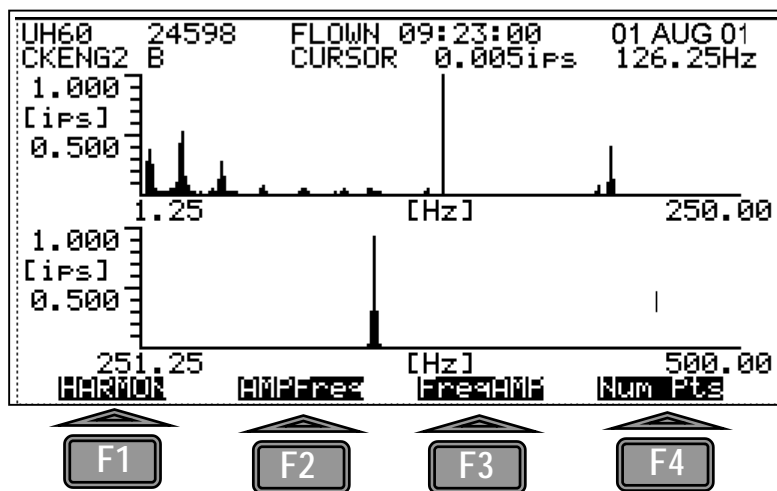 UH60 24598 FLOWN 09:23:00 01 AUG 01
CKENG2 B CURSOR 0.005ips 126.25Hz
1.000
[ips]
0.500
1.25 [Hz] 250.00
1.000
[ips]
0.500
251.25 [Hz] 500.00
HARMON AMPFreq FreqAMP Num Pts
F1 F2 F3 F4